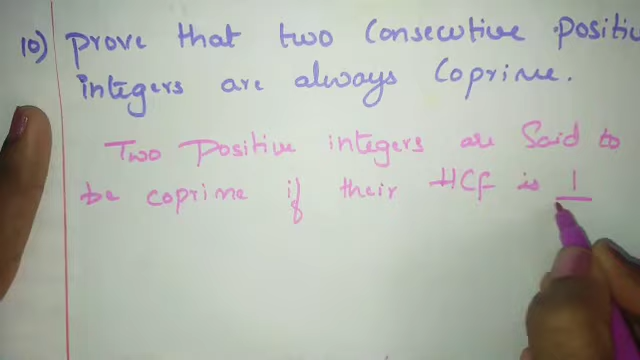 10) Prove that two Consecutive positiv
integers are always Coprime.
Two Positive integers are Said to
be coprime if their HCF is 1